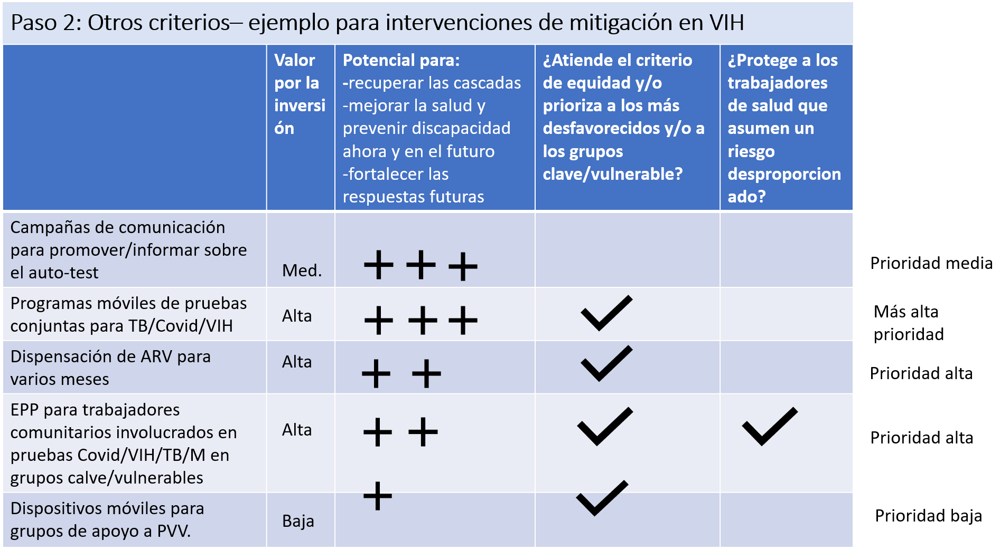 Paso 2: Otros criterios– ejemplo para intervenciones de mitigación en VIH
Valor
por la
inversi
ón
Potencial para:
-recuperar las cascadas
-mejorar la salud y
prevenir discapacidad
ahora y en el futuro
-fortalecer las
respuestas futuras
¿Atiende el criterio
de equidad y/o
prioriza a los más
desfavorecidos y/o a
los grupos
clave/vulnerable?
¿Protege a los
trabajadores
de salud que
asumen un
riesgo
desproporcion
ado?
Campañas de comunicación
para promover/informar sobre
el auto-test
Med.
+ + +
Prioridad media
Programas móviles de pruebas
conjuntas para TB/Covid/VIH
Alta
+ + +
✓
Más alta
prioridad
Dispensación de ARV para
varios meses
Alta
+ +
✓
Prioridad alta
EPP para trabajadores
comunitarios involucrados en
pruebas Covid/VIH/TB/M en
grupos calve/vulnerables
Alta
+ +
✓
✓
Prioridad alta
Dispositivos móviles para
grupos de apoyo a PVV.
Baja
+
✓
Prioridad baja